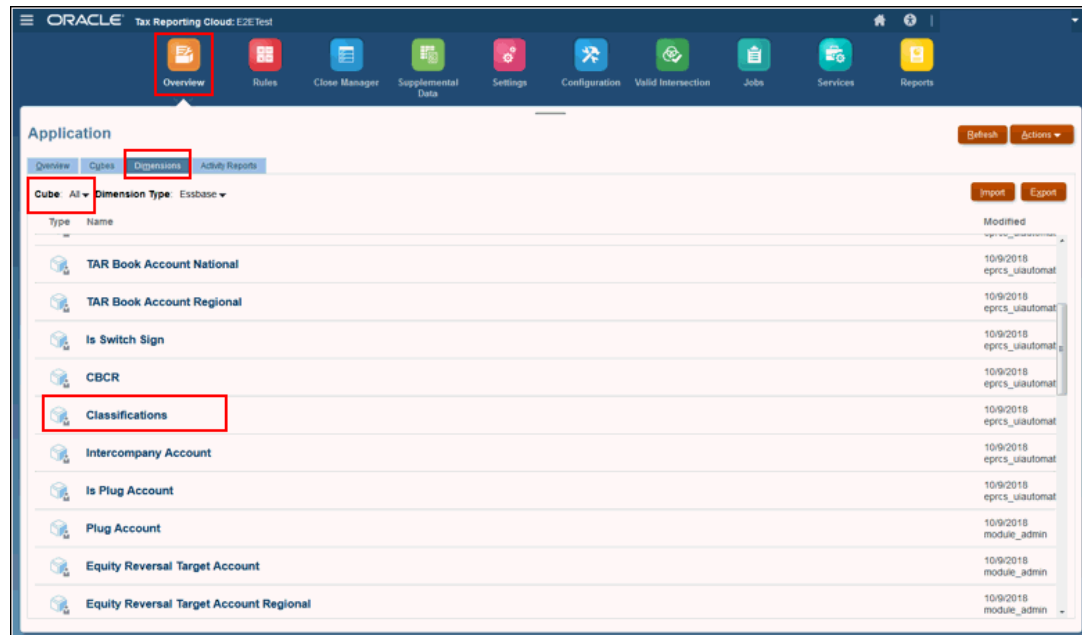 ORACLE Tax Reporting Cloud: E2ETest
Overview Rules Close Manager Supplemental Data Settings Configuration Valid Intersection Jobs Services Reports
Application Refresh Actions
Overview Cubes Dimensions Activity Reports
Cube: All Dimension Type: Essbase Import Export
Type Name Modified
TAR Book Account National 10/9/2018
eprcs_uiautomat
TAR Book Account Regional 10/9/2018
eprcs_uiautomat
Is Switch Sign 10/9/2018
eprcs_uiautomat
CBCR 10/9/2018
eprcs_uiautomat
Classifications 10/9/2018
eprcs_uiautomat
Intercompany Account 10/9/2018
eprcs_uiautomat
Is Plug Account 10/9/2018
eprcs_uiautomat
Plug Account 10/9/2018
module_admin
Equity Reversal Target Account 10/9/2018
module_admin
Equity Reversal Target Account Regional 10/9/2018
module_admin